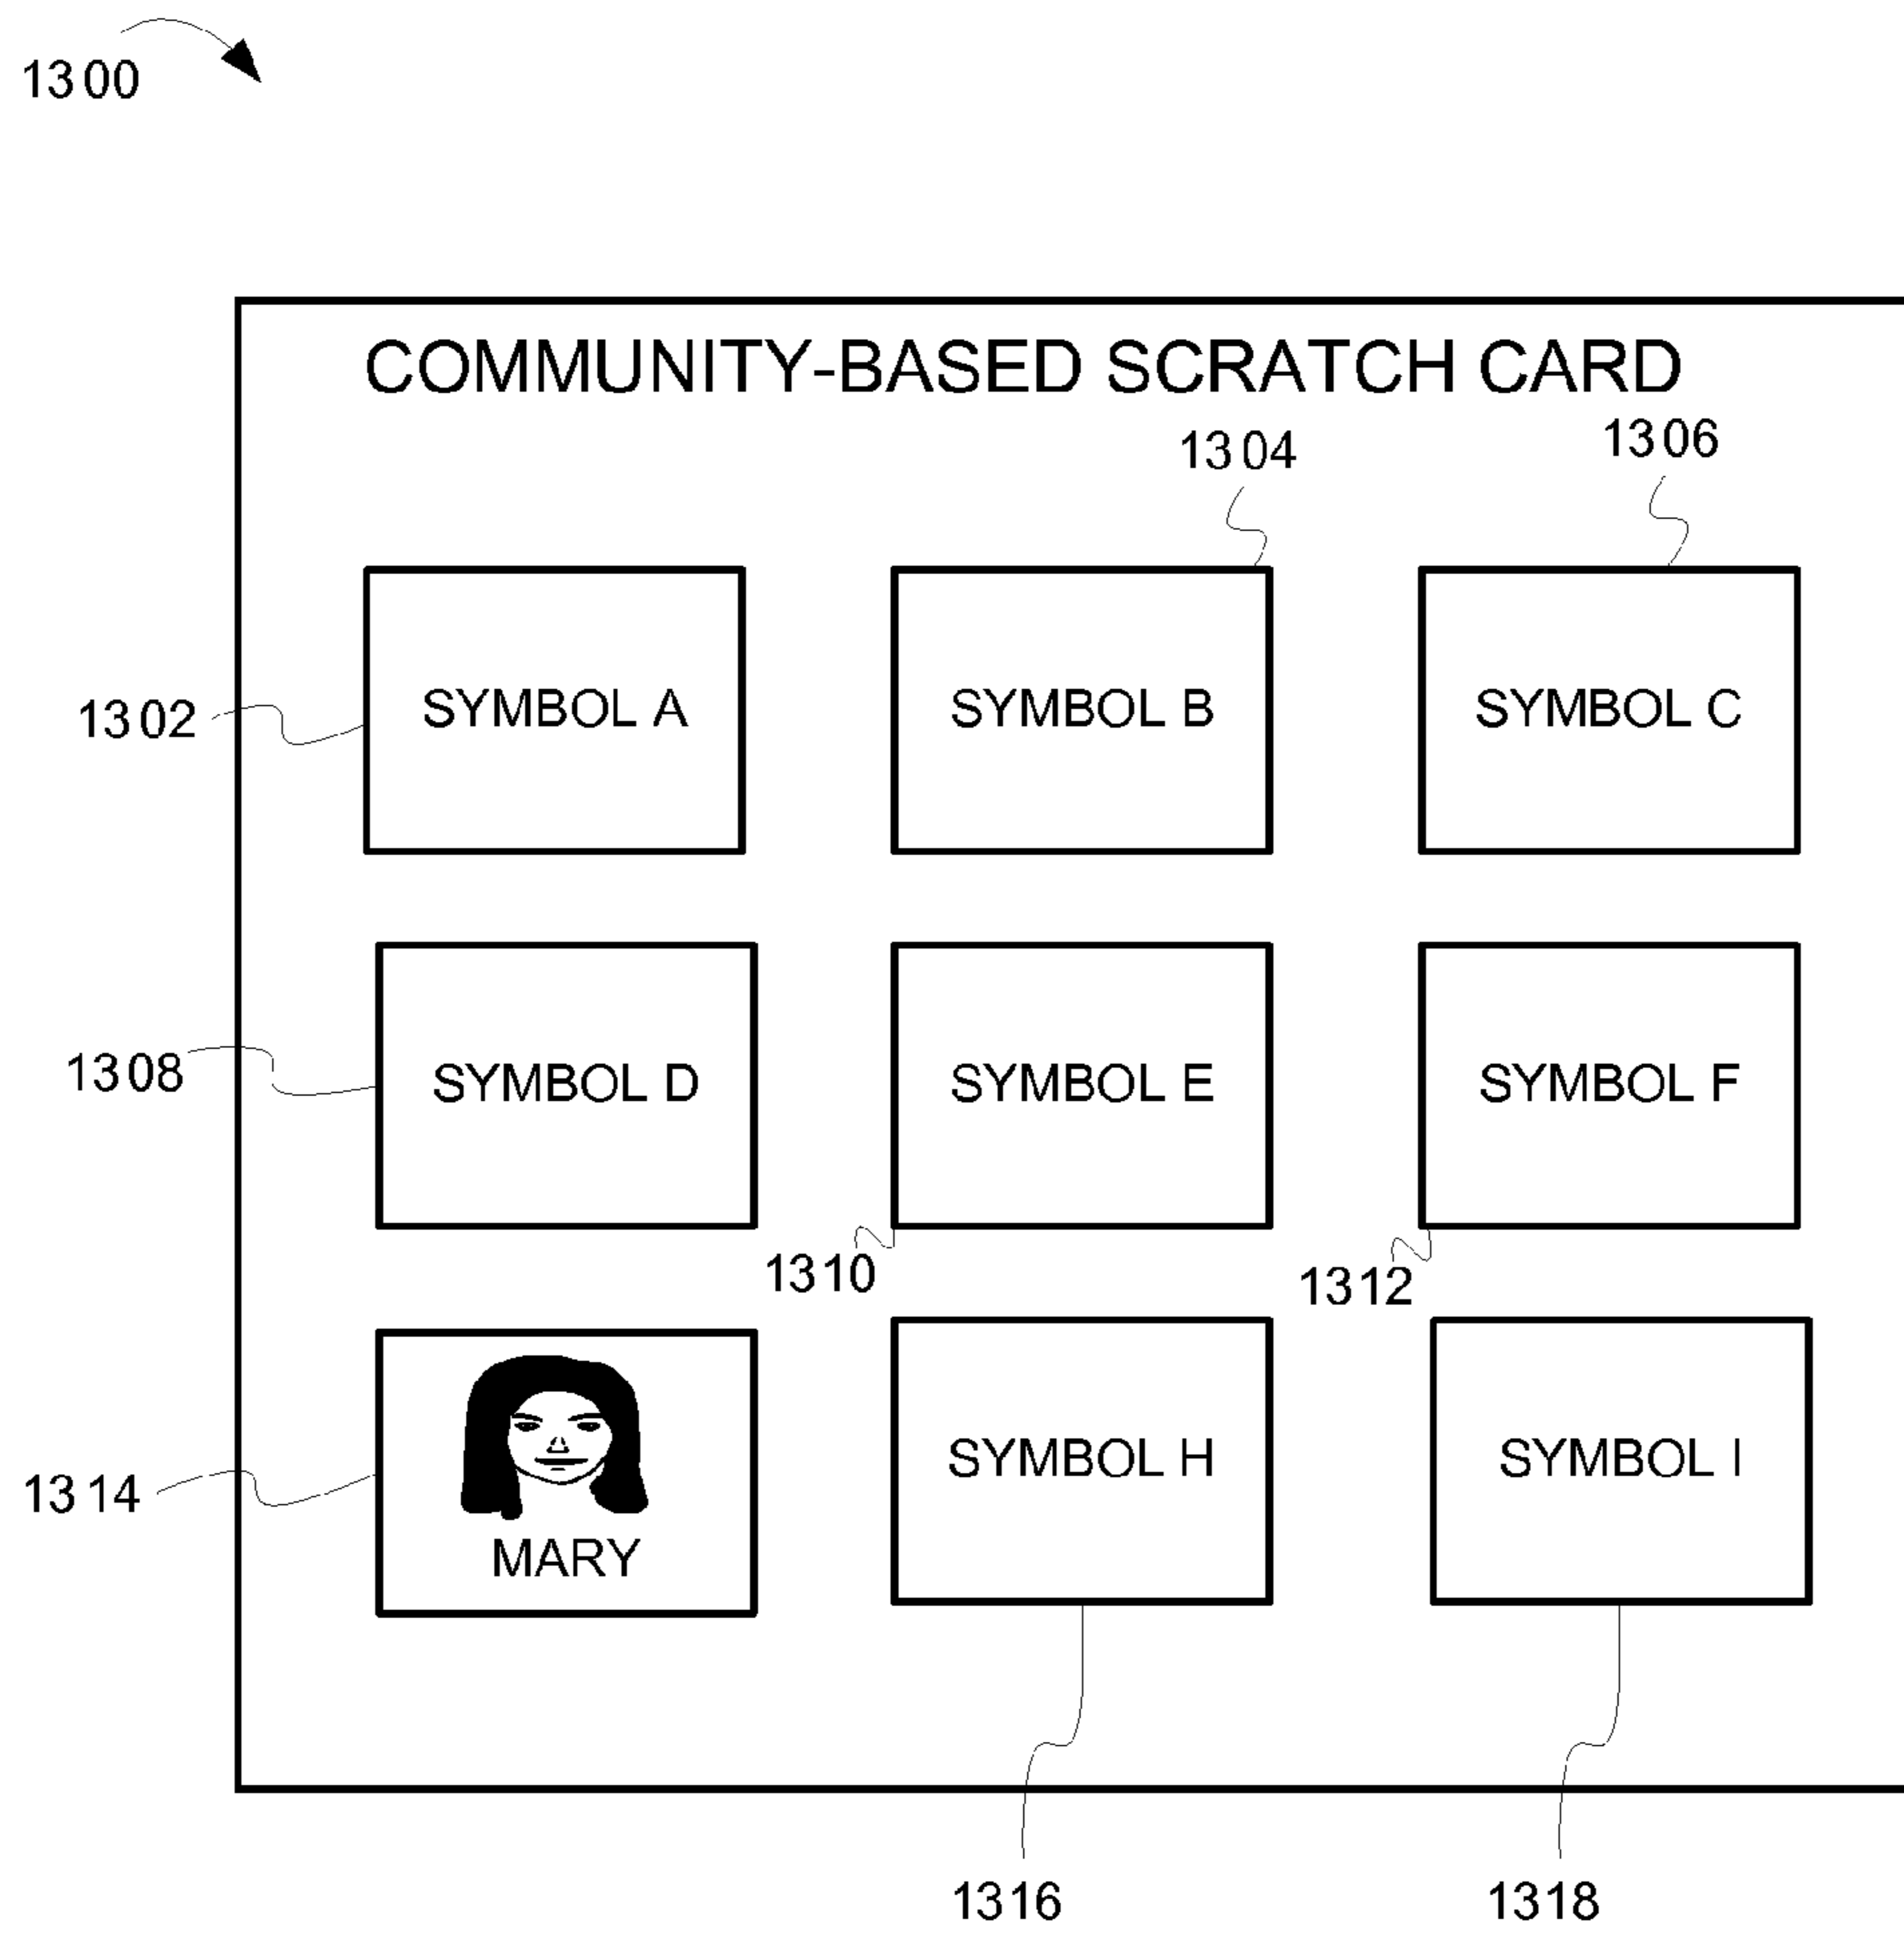 1300
COMMUNITY-BASED SCRATCH CARD
1304
1306
SYMBOL A
SYMBOL B
SYMBOL C
1302
SYMBOL D
SYMBOL E
SYMBOL F
1308
1310
1312
SYMBOL H
SYMBOL I
1314
MARY
1316
1318